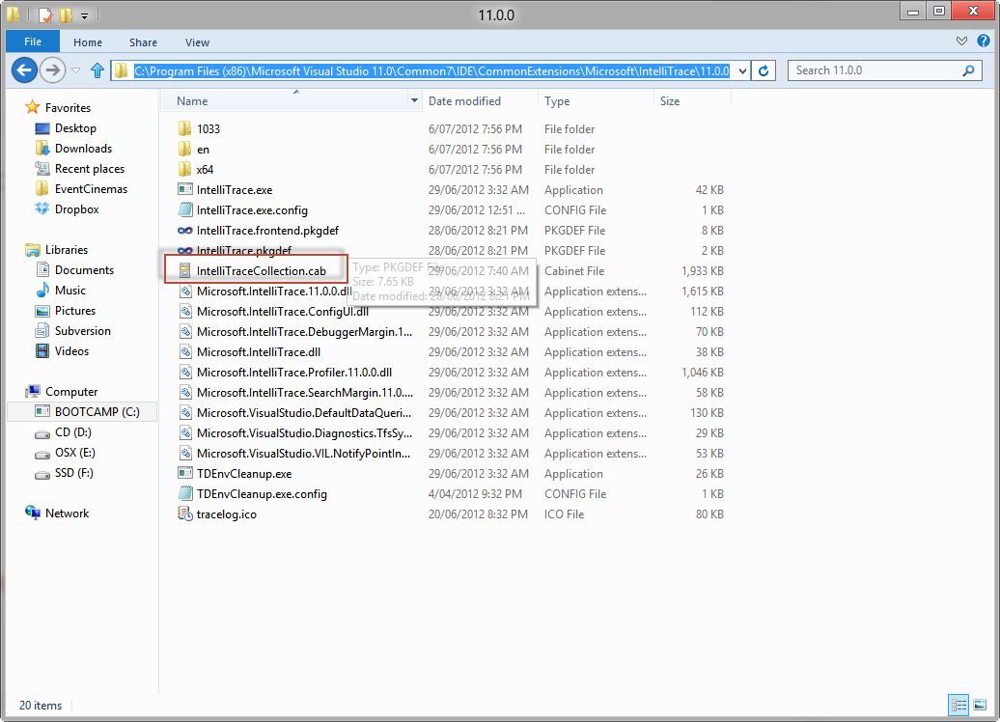 11.0.0
File Home Share View
C:\Program Files (x86)\Microsoft Visual Studio 11.0\Common7\IDE\CommonExtensions\Microsoft\IntelliTrace\11.0.0 Search 11.0.0
Favorites
Desktop
Downloads
Recent places
EventCinemas
Dropbox
Libraries
Documents
Music
Pictures
Subversion
Videos
Computer
BOOTCAMP (C:)
CD (D:)
OSX (E:)
SSD (F:)
Network
Name Date modified Type Size
1033 6/07/2012 7:56 PM File folder
en 6/07/2012 7:56 PM File folder
x64 6/07/2012 7:56 PM File folder
IntelliTrace.exe 29/06/2012 3:32 AM Application 42 KB
IntelliTrace.exe.config 29/06/2012 12:51 ... CONFIG File 1 KB
IntelliTrace.frontend.pkgdef 28/06/2012 8:21 PM PKGDEF File 8 KB
IntelliTrace.pkgdef 28/06/2012 8:21 PM PKGDEF File 2 KB
IntelliTraceCollection.cab 29/06/2012 7:40 AM Cabinet File 1,933 KB
Type: PKGDEF File
Size: 7.65 KB
Date modified: 28/06/2012 8:21 PM
Microsoft.IntelliTrace.11.0.0.dll 29/06/2012 3:32 AM Application extens... 1,615 KB
Microsoft.IntelliTrace.ConfigUI.dll 29/06/2012 3:32 AM Application extens... 112 KB
Microsoft.IntelliTrace.DebuggerMargin.1... 29/06/2012 3:32 AM Application extens... 70 KB
Microsoft.IntelliTrace.dll 29/06/2012 3:32 AM Application extens... 38 KB
Microsoft.IntelliTrace.Profiler.11.0.0.dll 29/06/2012 3:32 AM Application extens... 1,046 KB
Microsoft.IntelliTrace.SearchMargin.11.0.... 29/06/2012 3:32 AM Application extens... 58 KB
Microsoft.VisualStudio.DefaultDataQueri... 29/06/2012 3:32 AM Application extens... 130 KB
Microsoft.VisualStudio.Diagnostics.TfsSy... 29/06/2012 3:32 AM Application extens... 29 KB
Microsoft.VisualStudio.VIL.NotifyPointIn... 29/06/2012 3:32 AM Application extens... 53 KB
TDEnvCleanup.exe 29/06/2012 3:32 AM Application 26 KB
TDEnvCleanup.exe.config 4/04/2012 9:32 PM CONFIG File 1 KB
tracelog.ico 20/06/2012 8:32 PM ICO File 80 KB
20 items